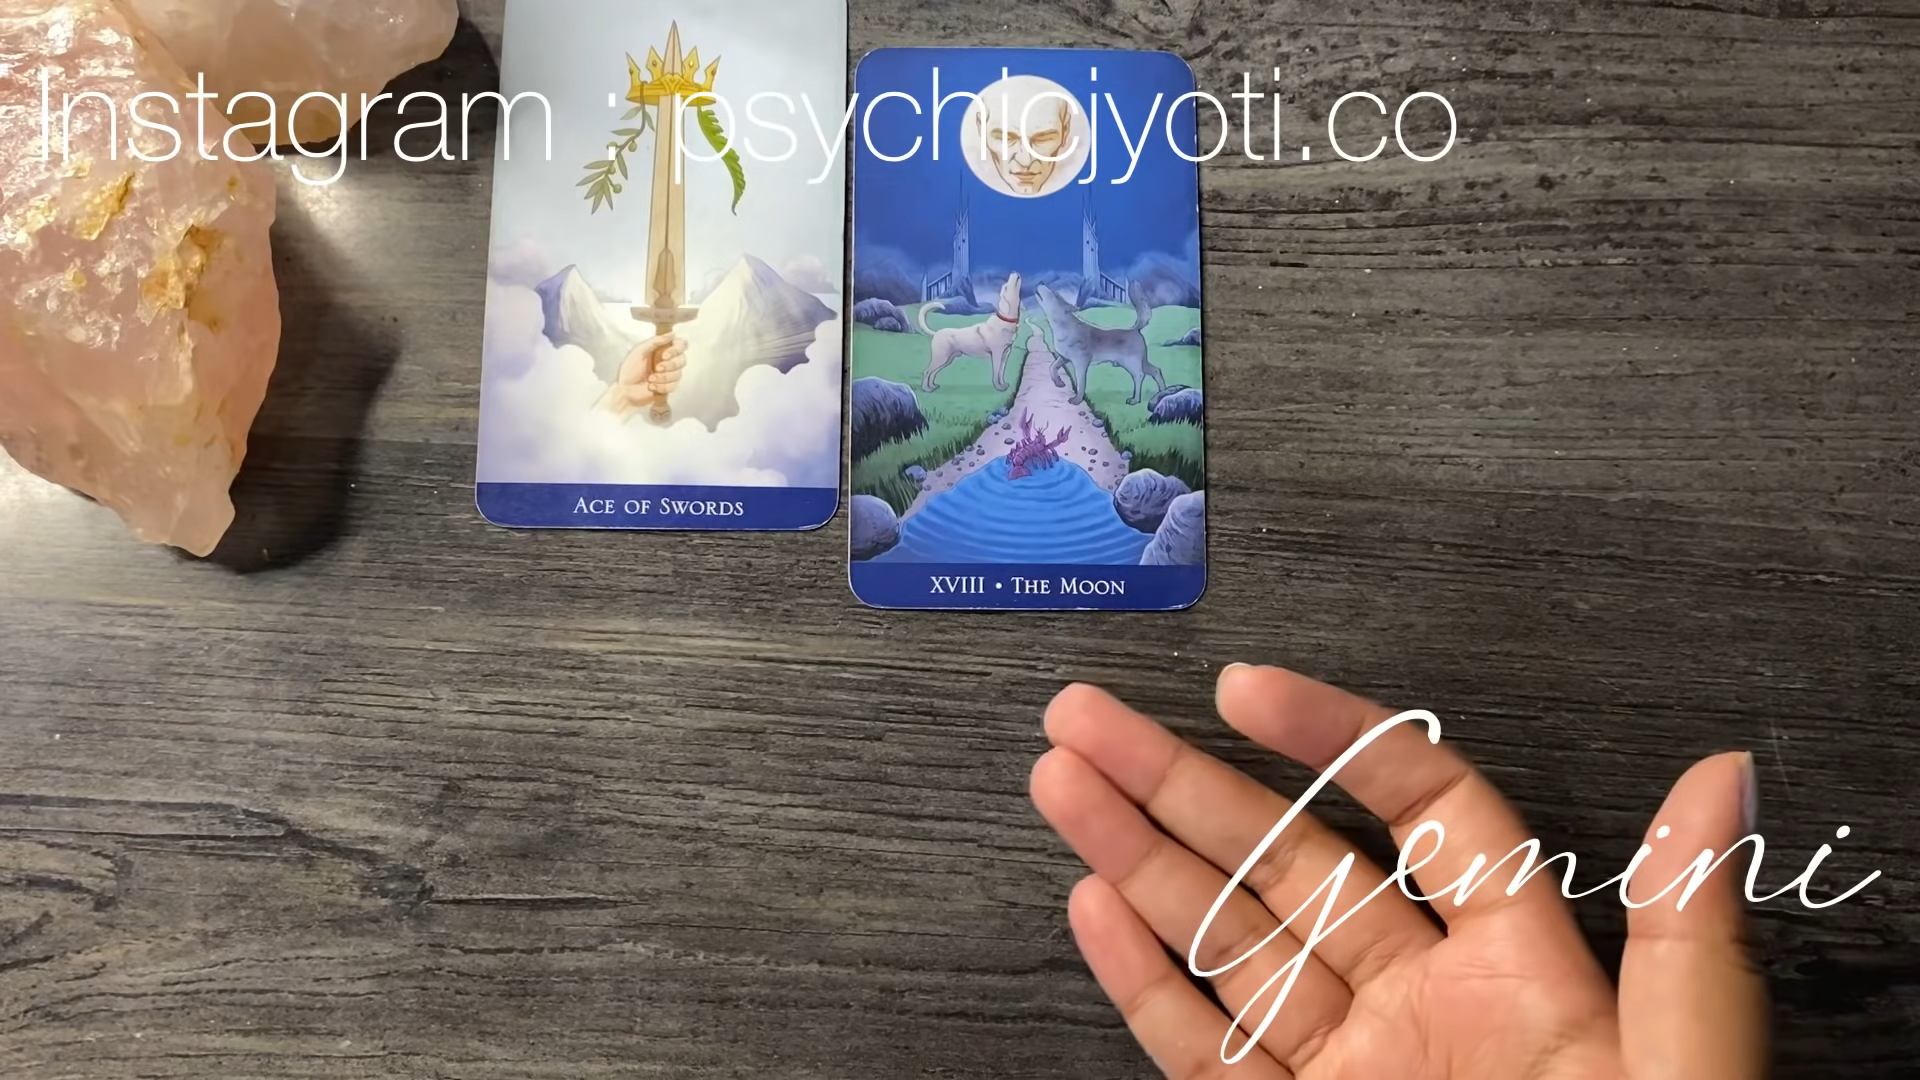 Instagram : psychicjyoti.co
ACE OF SWORDS
XVIII • THE MOON
Gemini